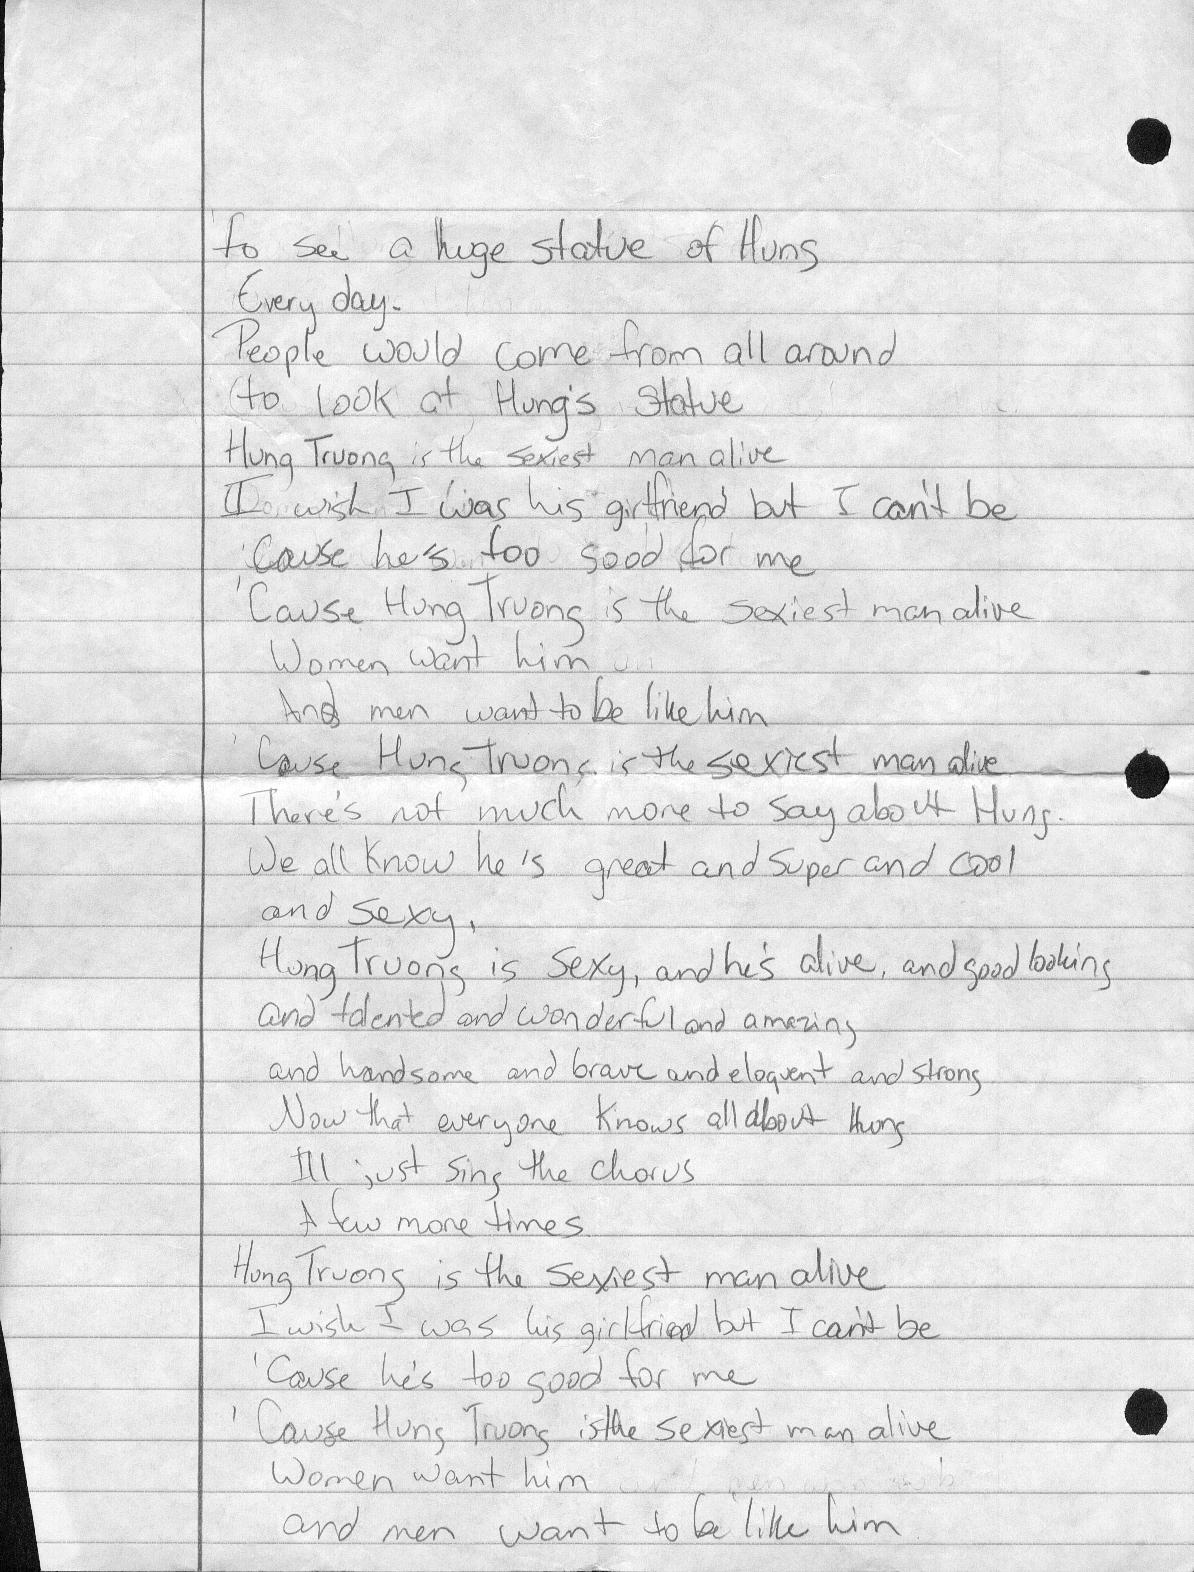 to see a huge statue of Hung
Every day.
People would come from all around
to look at Hung's statue
Hung Truong is the sexiest man alive
I wish I was his girlfriend but I can't be
'Cause he's too good for me
'Cause Hung Truong is the sexiest man alive
Women want him
And men want to be like him
'Cause Hung Truong is the sexiest man alive
There's not much more to say about Hung.
We all know he's great and super and cool
and sexy,
Hung Truong is sexy, and he's alive, and good looking
and talented and wonderful and amazing
and handsome and brave and eloquent and strong
Now that everyone knows all about Hung
I'll just sing the chorus
A few more times
Hung Truong is the sexiest man alive
I wish I was his girlfriend but I can't be
'Cause he's too good for me
'Cause Hung Truong is the sexiest man alive
Women want him
and men want to be like him